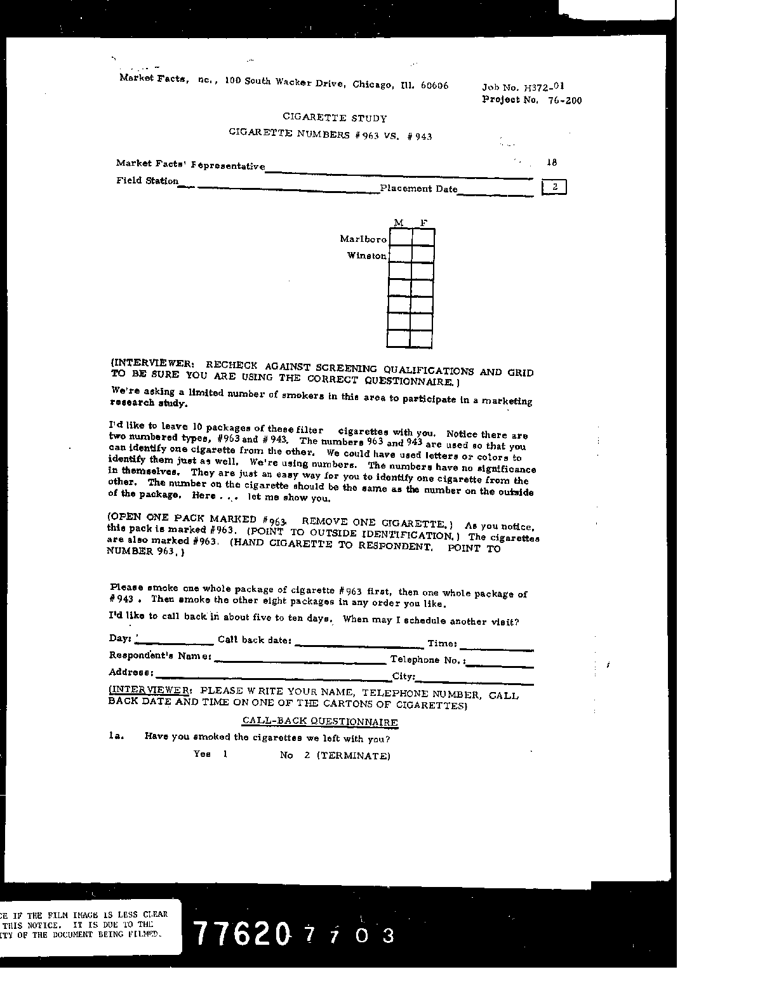 Market Facts, nc., 100 South Wacker Drive, Chicago, Ill. 60606
Job No. H372-01
Project No. 76-200
CIGARETTE STUDY
CIGARETTE NUMBERS #963 VS. #943
Market Facts' Representative
18
Field Station
Placement Date
2
M F
Marlboro
Winston
(INTERVIEWER: RECHECK AGAINST SCREENING QUALIFICATIONS AND GRID
TO BE SURE YOU ARE USING THE CORRECT QUESTIONNAIRE.)
We're asking a limited number of smokers in this area to participate in a marketing
research study.
I'd like to leave 10 packages of these filter cigarettes with you. Notice there are
two numbered types, #963 and #943. The numbers 963 and 943 are used so that you
can identify one cigarette from the other. We could have used letters or colors to
identify them just as well. We're using numbers. The numbers have no significance
in themselves. They are just an easy way for you to identify one cigarette from the
other. The number on the cigarette should be the same as the number on the outside
of the package. Here . . . let me show you.
(OPEN ONE PACK MARKED #963. REMOVE ONE CIGARETTE.) As you notice,
this pack is marked #963. (POINT TO OUTSIDE IDENTIFICATION.) The cigarettes
are also marked #963. (HAND CIGARETTE TO RESPONDENT. POINT TO
NUMBER 963.)
Please smoke one whole package of cigarette #963 first, then one whole package of
#943 . Then smoke the other eight packages in any order you like.
I'd like to call back in about five to ten days. When may I schedule another visit?
Day: Call back date: Time:
Respondent's Name: Telephone No.:
Address: City:
(INTERVIEWER: PLEASE WRITE YOUR NAME, TELEPHONE NUMBER, CALL
BACK DATE AND TIME ON ONE OF THE CARTONS OF CIGARETTES)
CALL-BACK QUESTIONNAIRE
1a. Have you smoked the cigarettes we left with you?
Yes 1 No 2 (TERMINATE)
CE IF THE FILM IMAGE IS LESS CLEAR
THIS NOTICE. IT IS DUE TO THE
ITY OF THE DOCUMENT BEING FILMED.
77620 7703